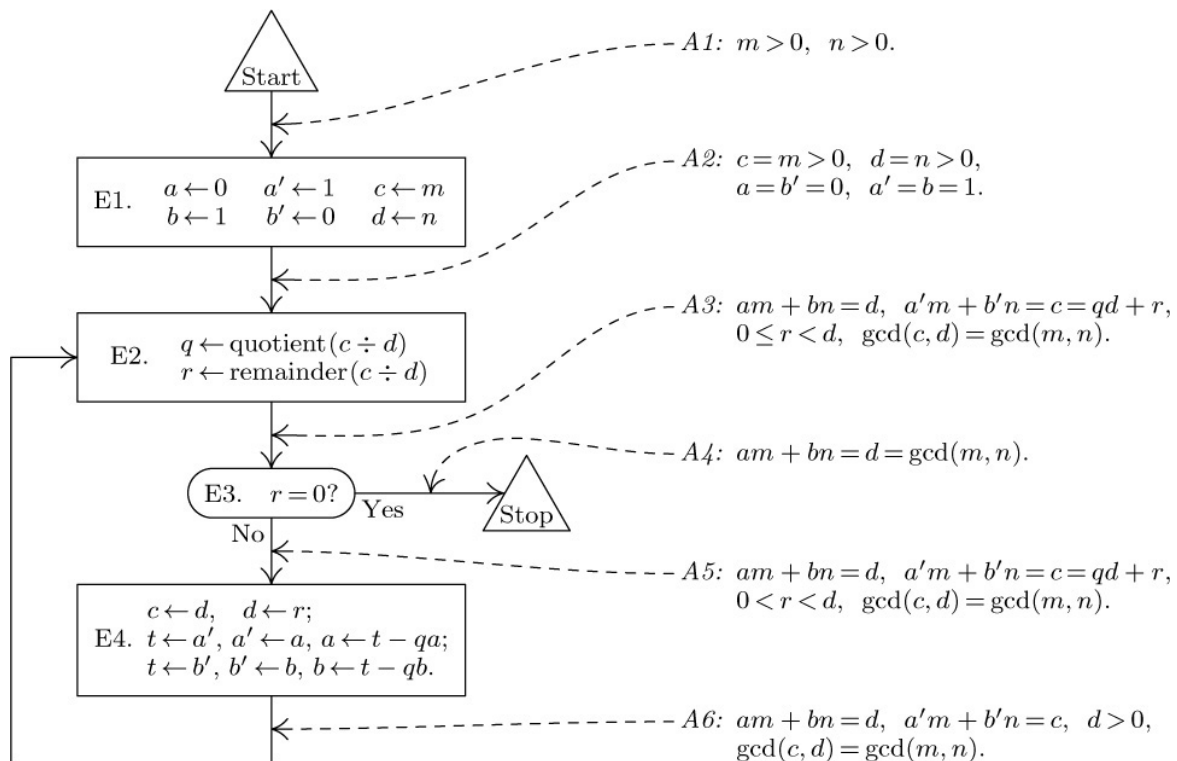 A1: m > 0, n > 0.
Start
A2: c = m > 0, d = n > 0,
a = b′ = 0, a′ = b = 1.
E1. a ← 0 a′ ← 1 c ← m
b ← 1 b′ ← 0 d ← n
A3: am + bn = d, a′m + b′n = c = qd + r,
0 ≤ r < d, gcd(c, d) = gcd(m, n).
E2. q ← quotient(c ÷ d)
r ← remainder(c ÷ d)
A4: am + bn = d = gcd(m, n).
E3. r = 0?
Yes
Stop
No
A5: am + bn = d, a′m + b′n = c = qd + r,
0 < r < d, gcd(c, d) = gcd(m, n).
c ← d, d ← r;
E4. t ← a′, a′ ← a, a ← t − qa;
t ← b′, b′ ← b, b ← t − qb.
A6: am + bn = d, a′m + b′n = c, d > 0,
gcd(c, d) = gcd(m, n).